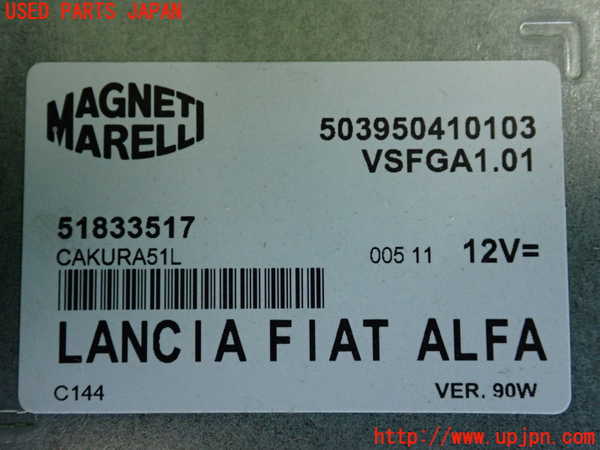 USED PARTS JAPAN
MAGNETI
MARELLI
503950410103
VSFGA1.01
51833517
CAKURA51L
005 11
12V=
LANCIA FIAT ALFA
C144
VER. 90W
http://www.upjpn.com